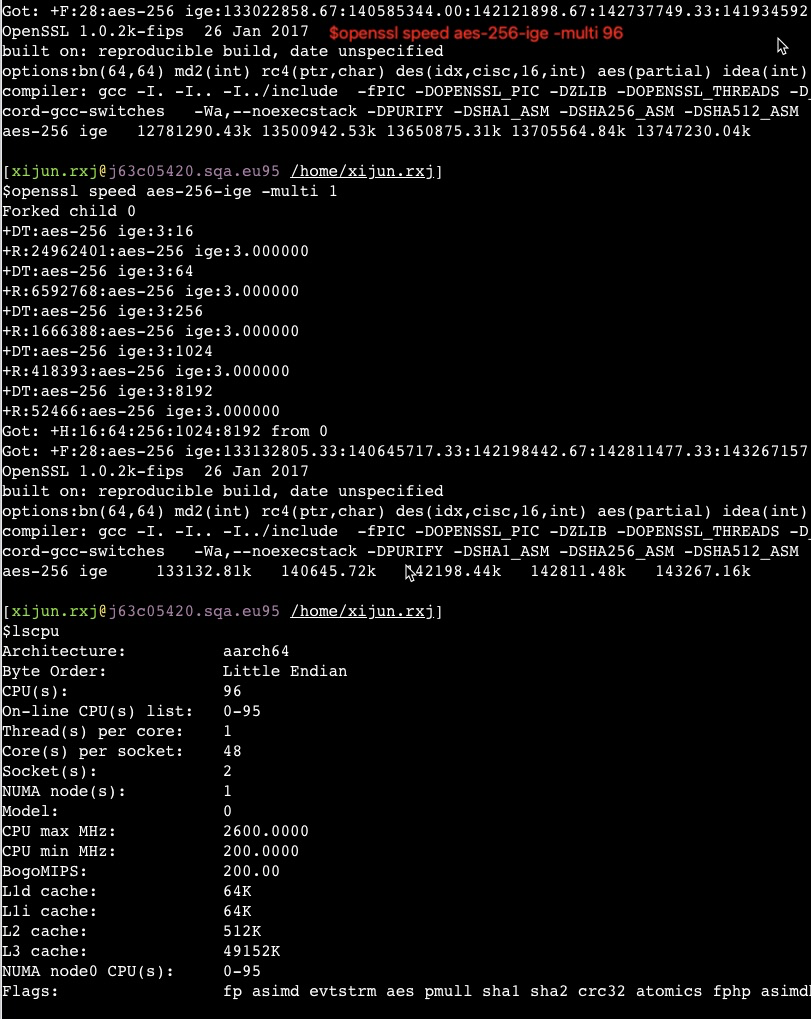 Got: +F:28:aes-256 ige:133022858.67:140585344.00:142121898.67:142737749.33:141934592
OpenSSL 1.0.2k-fips  26 Jan 2017  $openssl speed aes-256-ige -multi 96
built on: reproducible build, date unspecified
options:bn(64,64) md2(int) rc4(ptr,char) des(idx,cisc,16,int) aes(partial) idea(int)
compiler: gcc -I. -I.. -I../include  -fPIC -DOPENSSL_PIC -DZLIB -DOPENSSL_THREADS -D_
cord-gcc-switches   -Wa,--noexecstack -DPURIFY -DSHA1_ASM -DSHA256_ASM -DSHA512_ASM
aes-256 ige   12781290.43k 13500942.53k 13650875.31k 13705564.84k 13747230.04k
[xijun.rxj@j63c05420.sqa.eu95 /home/xijun.rxj]
$openssl speed aes-256-ige -multi 1
Forked child 0
+DT:aes-256 ige:3:16
+R:24962401:aes-256 ige:3.000000
+DT:aes-256 ige:3:64
+R:6592768:aes-256 ige:3.000000
+DT:aes-256 ige:3:256
+R:1666388:aes-256 ige:3.000000
+DT:aes-256 ige:3:1024
+R:418393:aes-256 ige:3.000000
+DT:aes-256 ige:3:8192
+R:52466:aes-256 ige:3.000000
Got: +H:16:64:256:1024:8192 from 0
Got: +F:28:aes-256 ige:133132805.33:140645717.33:142198442.67:142811477.33:143267157
OpenSSL 1.0.2k-fips  26 Jan 2017
built on: reproducible build, date unspecified
options:bn(64,64) md2(int) rc4(ptr,char) des(idx,cisc,16,int) aes(partial) idea(int)
compiler: gcc -I. -I.. -I../include  -fPIC -DOPENSSL_PIC -DZLIB -DOPENSSL_THREADS -D_
cord-gcc-switches   -Wa,--noexecstack -DPURIFY -DSHA1_ASM -DSHA256_ASM -DSHA512_ASM
aes-256 ige     133132.81k   140645.72k   142198.44k   142811.48k   143267.16k
[xijun.rxj@j63c05420.sqa.eu95 /home/xijun.rxj]
$lscpu
Architecture:          aarch64
Byte Order:            Little Endian
CPU(s):                96
On-line CPU(s) list:   0-95
Thread(s) per core:    1
Core(s) per socket:    48
Socket(s):             2
NUMA node(s):          1
Model:                 0
CPU max MHz:           2600.0000
CPU min MHz:           200.0000
BogoMIPS:              200.00
L1d cache:             64K
L1i cache:             64K
L2 cache:              512K
L3 cache:              49152K
NUMA node0 CPU(s):     0-95
Flags:                 fp asimd evtstrm aes pmull sha1 sha2 crc32 atomics fphp asimd